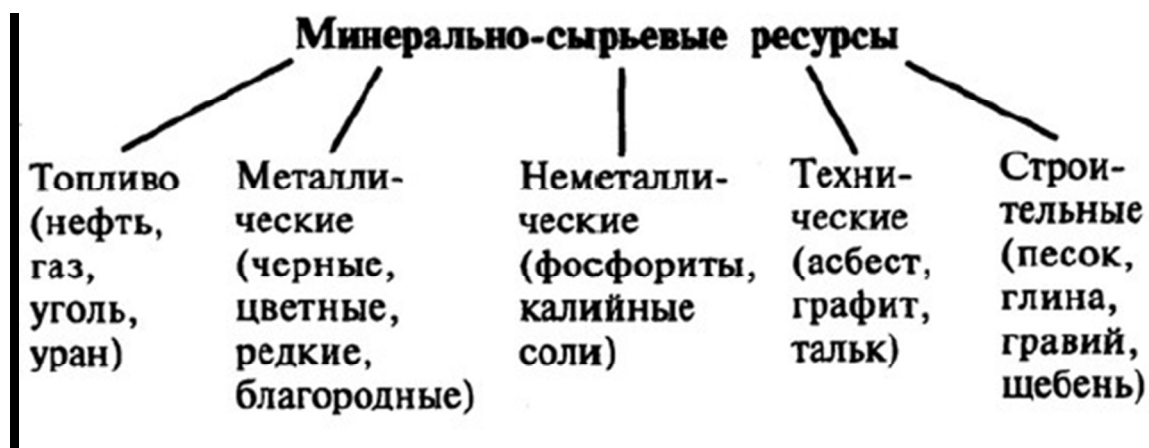 Минерально-сырьевые ресурсы
Топливо
(нефть,
газ,
уголь,
уран)
Металли-
ческие
(черные,
цветные,
редкие,
благородные)
Неметалли-
ческие
(фосфориты,
калийные
соли)
Техни-
ческие
(асбест,
графит,
тальк)
Строи-
тельные
(песок,
глина,
гравий,
щебень)